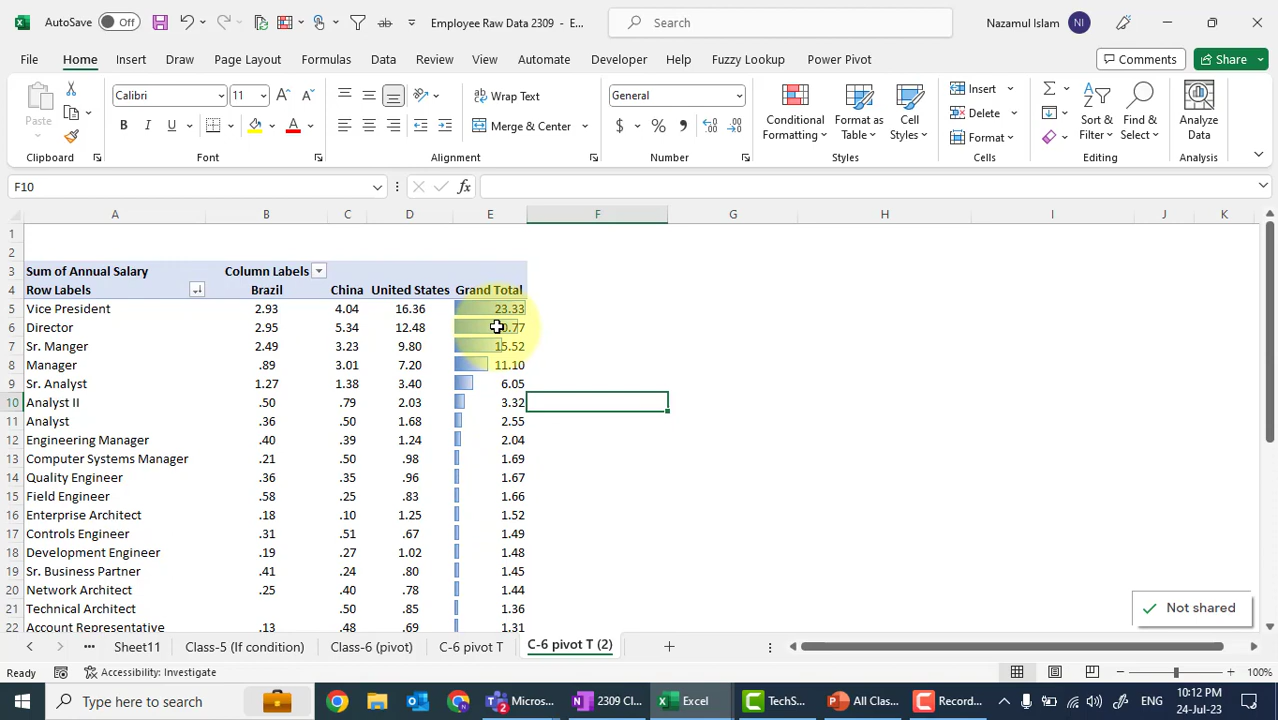 AutoSave Off Employee Raw Data 2309 - E... Search Nazamul Islam NI
File Home Insert Draw Page Layout Formulas Data Review View Automate Developer Help Fuzzy Lookup Power Pivot Comments Share
Paste Calibri 11 Wrap Text General Conditional Formatting Format as Table Cell Styles Insert Sort & Filter Find & Select Analyze Data
B I U A Merge & Center $ % Delete
Format
Clipboard Font Alignment Number Styles Cells Editing Analysis
F10 fx
A B C D E F G H I J K
1
2
3 Sum of Annual Salary Column Labels
4 Row Labels Brazil China United States Grand Total
5 Vice President 2.93 4.04 16.36 23.33
6 Director 2.95 5.34 12.48 .77
7 Sr. Manger 2.49 3.23 9.80 15.52
8 Manager .89 3.01 7.20 11.10
9 Sr. Analyst 1.27 1.38 3.40 6.05
10 Analyst II .50 .79 2.03 3.32
11 Analyst .36 .50 1.68 2.55
12 Engineering Manager .40 .39 1.24 2.04
13 Computer Systems Manager .21 .50 .98 1.69
14 Quality Engineer .36 .35 .96 1.67
15 Field Engineer .58 .25 .83 1.66
16 Enterprise Architect .18 .10 1.25 1.52
17 Controls Engineer .31 .51 .67 1.49
18 Development Engineer .19 .27 1.02 1.48
19 Sr. Business Partner .41 .24 .80 1.45
20 Network Architect .25 .40 .78 1.44
21 Technical Architect .50 .85 1.36
22 Account Representative .13 .48 .69 1.31
Not shared
Sheet11 Class-5 (If condition) Class-6 (pivot) C-6 pivot T C-6 pivot T (2)
Ready Accessibility: Investigate 100%
Type here to search Micros... 2 2309 Cl... Excel TechS... All Clas... Record... ENG 10:12 PM
24-Jul-23